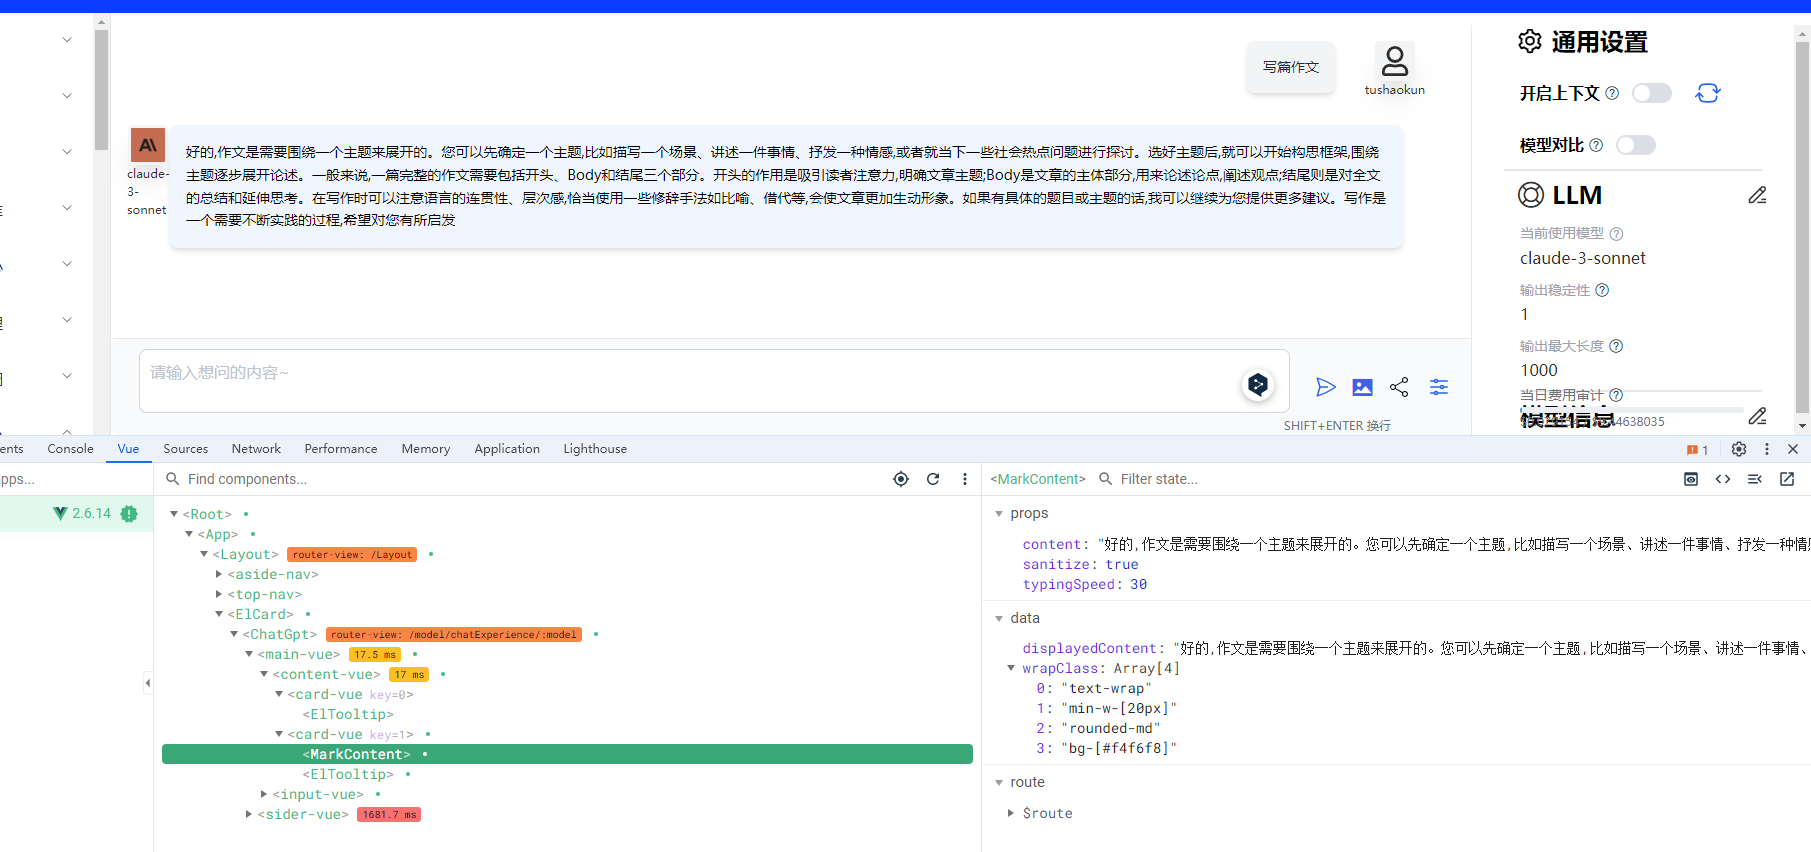 写篇作文
tushaokun
claude-
3-
sonnet
好的,作文是需要围绕一个主题来展开的。您可以先确定一个主题,比如描写一个场景、讲述一件事情、抒发一种情感,或者就当下一些社会热点问题进行探讨。选好主题后,就可以开始构思框架,围绕
主题逐步展开论述。一般来说,一篇完整的作文需要包括开头、Body和结尾三个部分。开头的作用是吸引读者注意力,明确文章主题;Body是文章的主体部分,用来论述论点,阐述观点;结尾则是对全文
的总结和延伸思考。在写作时可以注意语言的连贯性、层次感,恰当使用一些修辞手法如比喻、借代等,会使文章更加生动形象。如果有具体的题目或主题的话,我可以继续为您提供更多建议。写作是
一个需要不断实践的过程,希望对您有所启发
请输入想问的内容~
SHIFT+ENTER 换行
通用设置
开启上下文
模型对比
LLM
当前使用模型
claude-3-sonnet
输出稳定性
1
输出最大长度
1000
当日费用审计
模型信息
ents Console Vue Sources Network Performance Memory Application Lighthouse 1
pps...
Find components...
<MarkContent> Filter state...
2.6.14
<Root>
<App>
<Layout> router-view: /Layout
<aside-nav>
<top-nav>
<ElCard>
<ChatGpt> router-view: /model/chatExperience/:model
<main-vue> 17.5 ms
<content-vue> 17 ms
<card-vue key=0>
<ElTooltip>
<card-vue key=1>
<MarkContent>
<ElTooltip>
<input-vue>
<sider-vue> 1681.7 ms
props
content: "好的,作文是需要围绕一个主题来展开的。您可以先确定一个主题,比如描写一个场景、讲述一件事情、抒发一种情
sanitize: true
typingSpeed: 30
data
displayedContent: "好的,作文是需要围绕一个主题来展开的。您可以先确定一个主题,比如描写一个场景、讲述一件事情、
wrapClass: Array[4]
0: "text-wrap"
1: "min-w-[20px]"
2: "rounded-md"
3: "bg-[#f4f6f8]"
route
$route